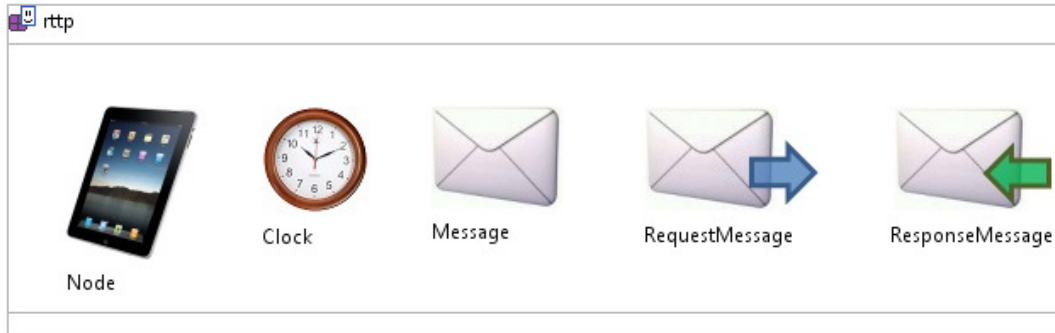 rttp
Node
Clock
Message
RequestMessage
ResponseMessage